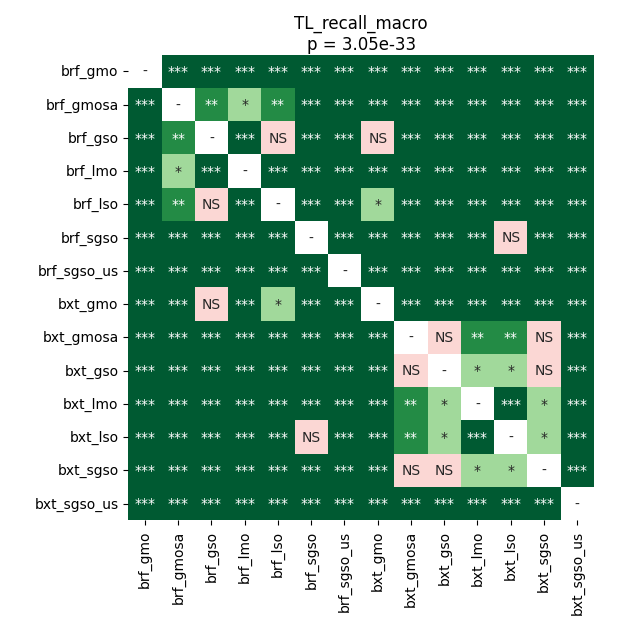 TL_recall_macro
p = 3.05e-33
brf_gmo - *** *** *** *** *** *** *** *** *** *** *** *** ***
brf_gmosa *** - ** * ** *** *** *** *** *** *** *** *** ***
brf_gso *** ** - *** NS *** *** NS *** *** *** *** *** ***
brf_lmo *** * *** - *** *** *** *** *** *** *** *** *** ***
brf_lso *** ** NS *** - *** *** * *** *** *** *** *** ***
brf_sgso *** *** *** *** *** - *** *** *** *** *** NS *** ***
brf_sgso_us *** *** *** *** *** *** - *** *** *** *** *** *** ***
bxt_gmo *** *** NS *** * *** *** - *** *** *** *** *** ***
bxt_gmosa *** *** *** *** *** *** *** *** - NS ** ** NS ***
bxt_gso *** *** *** *** *** *** *** *** NS - * * NS ***
bxt_lmo *** *** *** *** *** *** *** *** ** * - *** * ***
bxt_lso *** *** *** *** *** NS *** *** ** * *** - * ***
bxt_sgso *** *** *** *** *** *** *** *** NS NS * * - ***
bxt_sgso_us *** *** *** *** *** *** *** *** *** *** *** *** *** -
brf_gmo
brf_gmosa
brf_gso
brf_lmo
brf_lso
brf_sgso
brf_sgso_us
bxt_gmo
bxt_gmosa
bxt_gso
bxt_lmo
bxt_lso
bxt_sgso
bxt_sgso_us